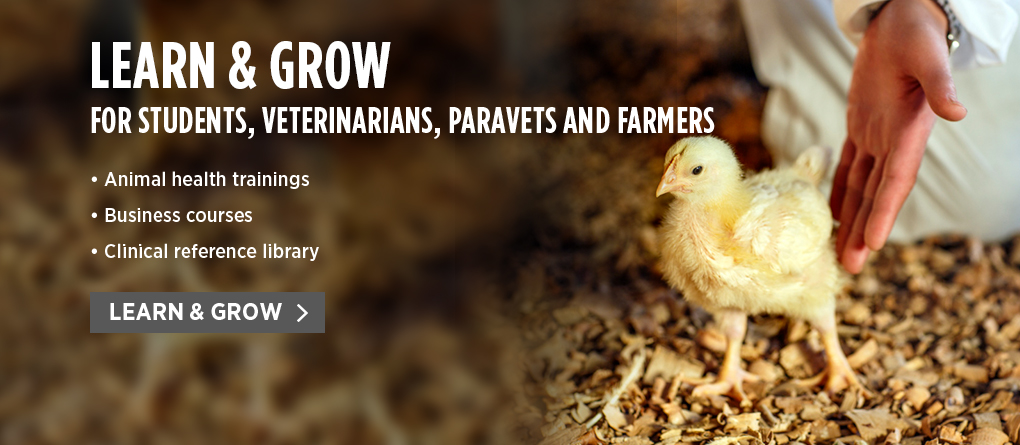 LEARN & GROW
FOR STUDENTS, VETERINARIANS, PARAVETS AND FARMERS
• Animal health trainings
• Business courses
• Clinical reference library
LEARN & GROW >